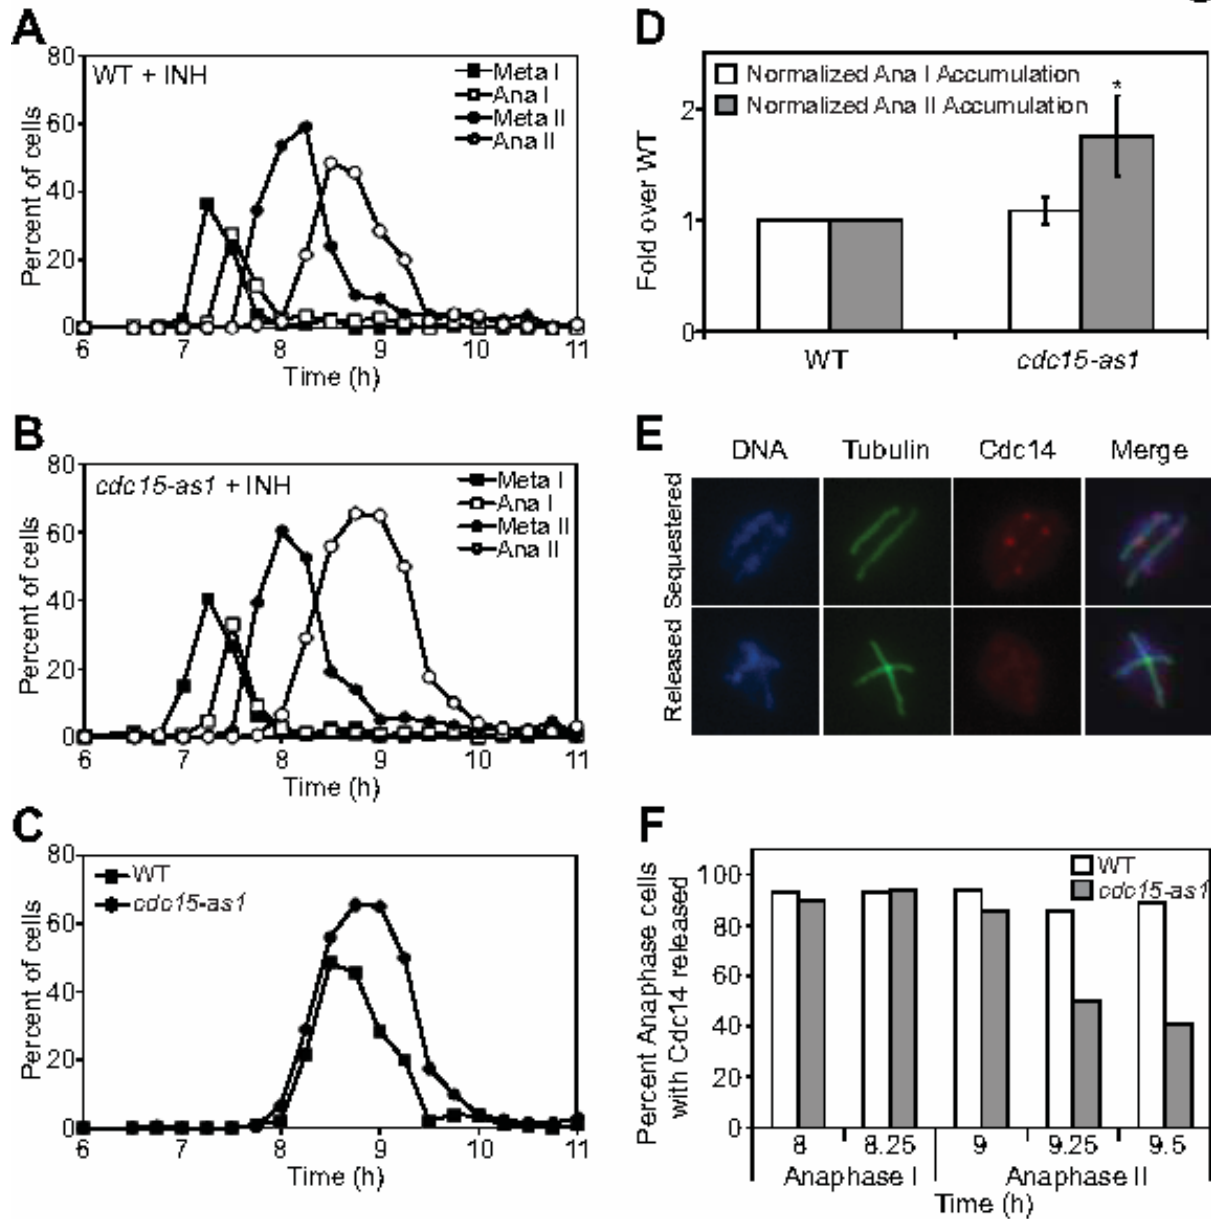 A
WT + INH
Meta I
Ana I
Meta II
Ana II
Percent of cells
80
60
40
20
0
6 7 8 9 10 11
Time (h)
B
cdc15-as1 + INH
Meta I
Ana I
Meta II
Ana II
Percent of cells
80
60
40
20
0
6 7 8 9 10 11
Time (h)
C
WT
cdc15-as1
Percent of cells
80
60
40
20
0
6 7 8 9 10 11
Time (h)
D
Normalized Ana I Accumulation
Normalized Ana II Accumulation
*
Fold over WT
2
1
0
WT cdc15-as1
E
DNA Tubulin Cdc14 Merge
Sequestered
Released
F
WT
cdc15-as1
Percent Anaphase cells
with Cdc14 released
100
80
60
40
20
0
8 8.25 9 9.25 9.5
Anaphase I Anaphase II
Time (h)